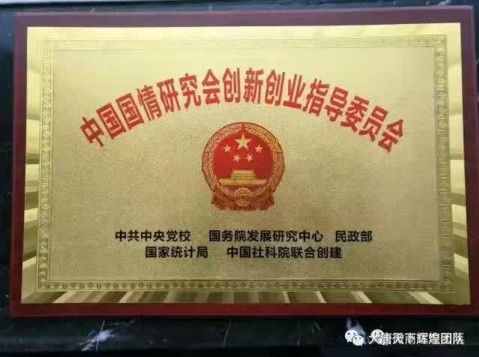 中国国情研究会创新创业指导委员会
中共中央党校 国务院发展研究中心 民政部
国家统计局 中国社科院联合创建